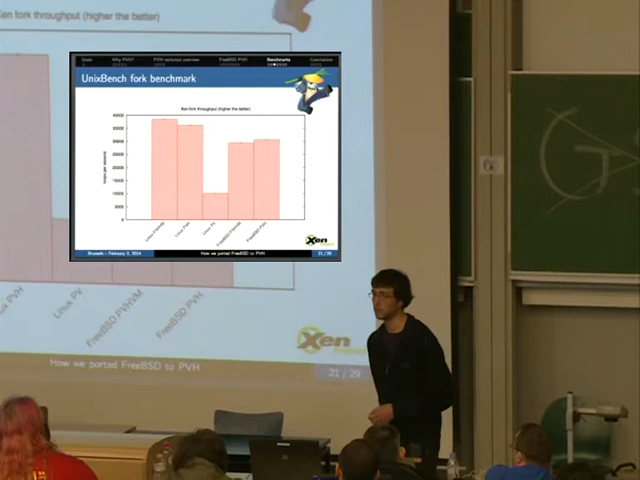 Xen fork throughput (higher the better)
Why PVH?
PVH technical overview
FreeBSD PVH
Benchmarks
Conclusions
UnixBench fork benchmark
Xen fork throughput (higher the better)
40000
35000
30000
25000
20000
15000
10000
5000
0
Linux PVHVM
Linux PVH
Linux PV
FreeBSD PVHVM
FreeBSD PVH
Xen
Brussels – February 2, 2014
How we ported FreeBSD to PVH
21 / 29
Linux PV
FreeBSD PVHVM
FreeBSD PVH
Xen
How we ported FreeBSD to PVH
21 / 29